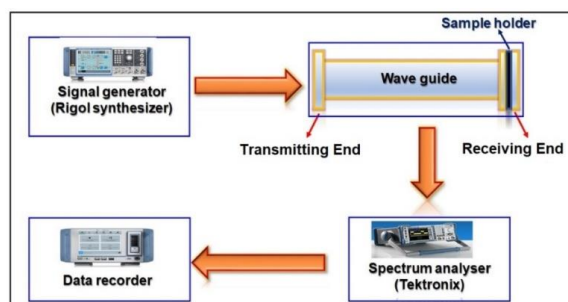 Sample holder
Signal generator
(Rigol synthesizer)
Wave guide
Transmitting End
Receiving End
Data recorder
Spectrum analyser
(Tektronix)